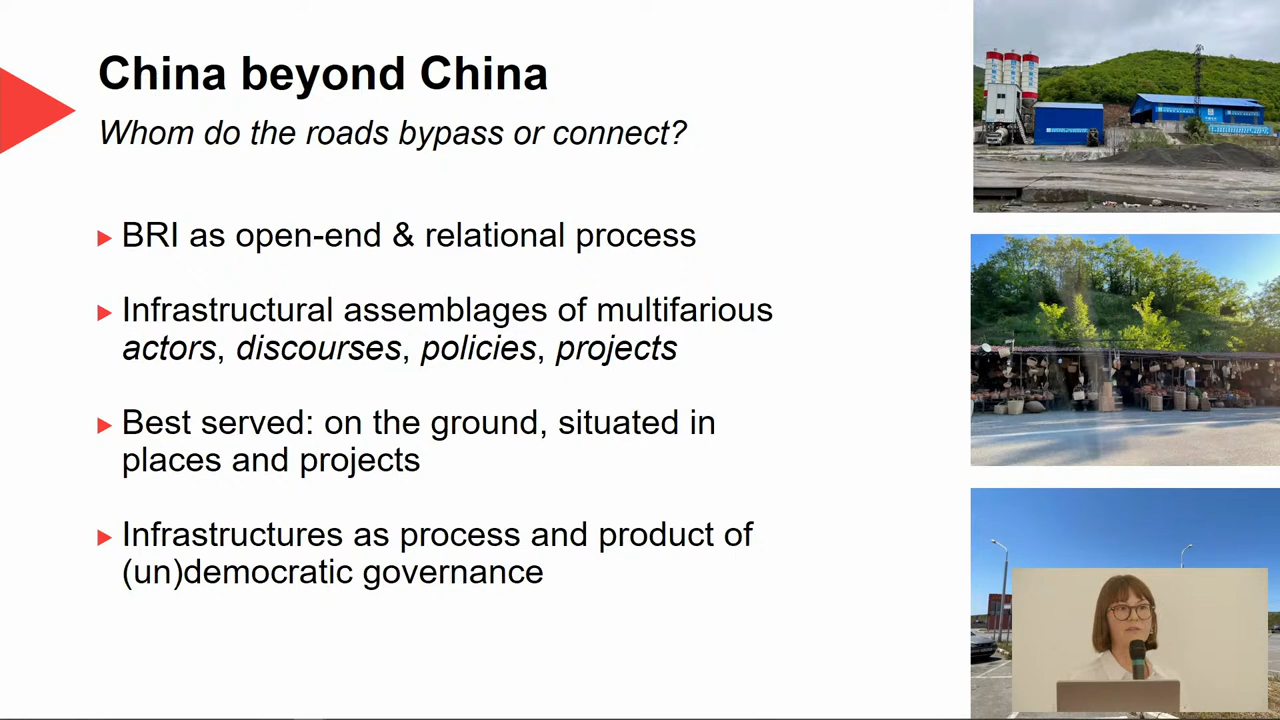 China beyond China
Whom do the roads bypass or connect?
BRI as open-end & relational process
Infrastructural assemblages of multifarious
actors, discourses, policies, projects
Best served: on the ground, situated in
places and projects
Infrastructures as process and product of
(un)democratic governance